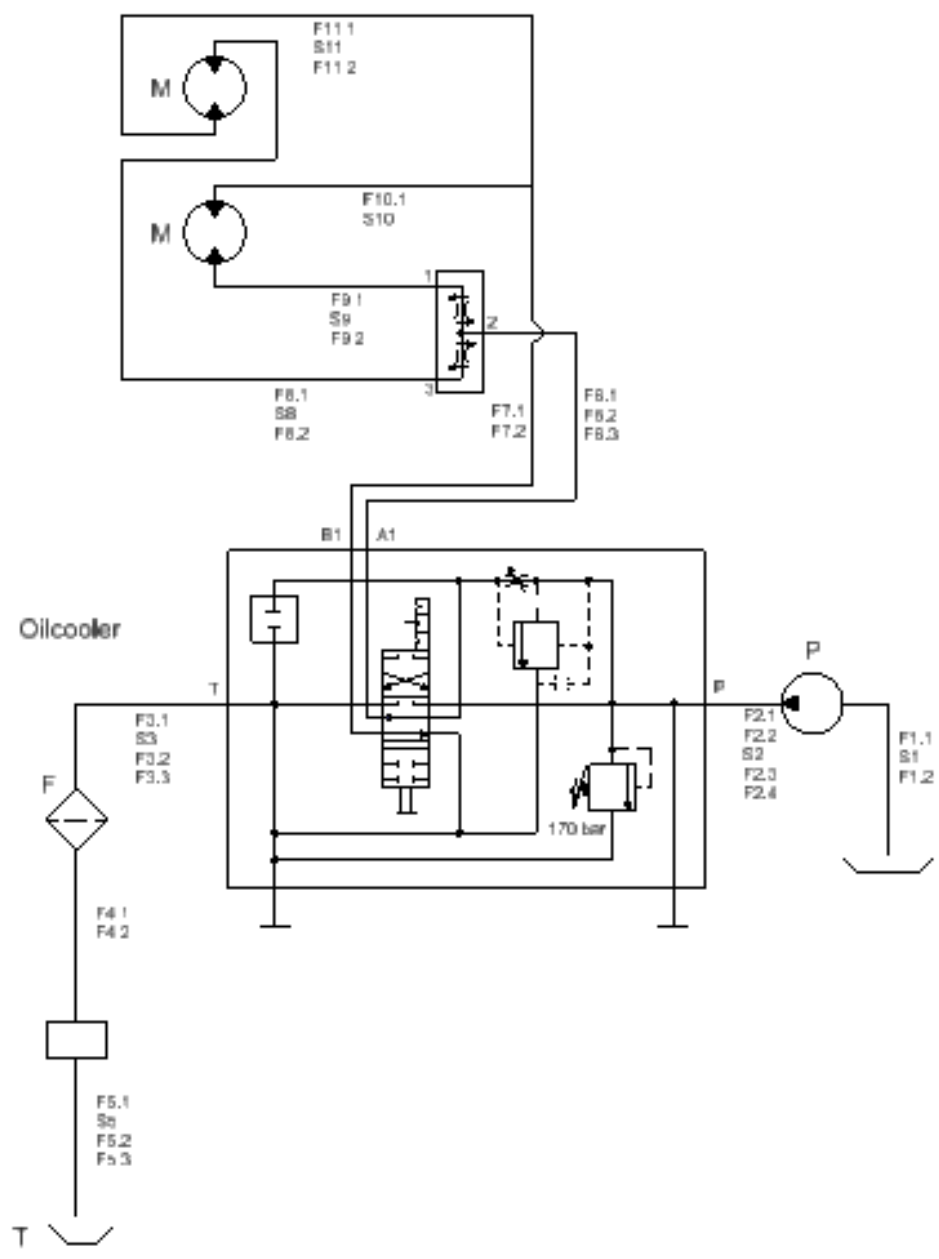 F11.1
S11
F11.2
M
F10.1
S10
M
1
F9.1
S9
F9.2
2
3
F8.1
S8
F8.2
F7.1
F7.2
F6.1
F6.2
F6.3
B1 A1
Oilcooler
P
T
P
F3.1
S3
F3.2
F3.3
F2.1
F2.2
S2
F2.3
F2.4
F1.1
S1
F1.2
F
170 bar
F4.1
F4.2
F5.1
S5
F5.2
F5.3
T